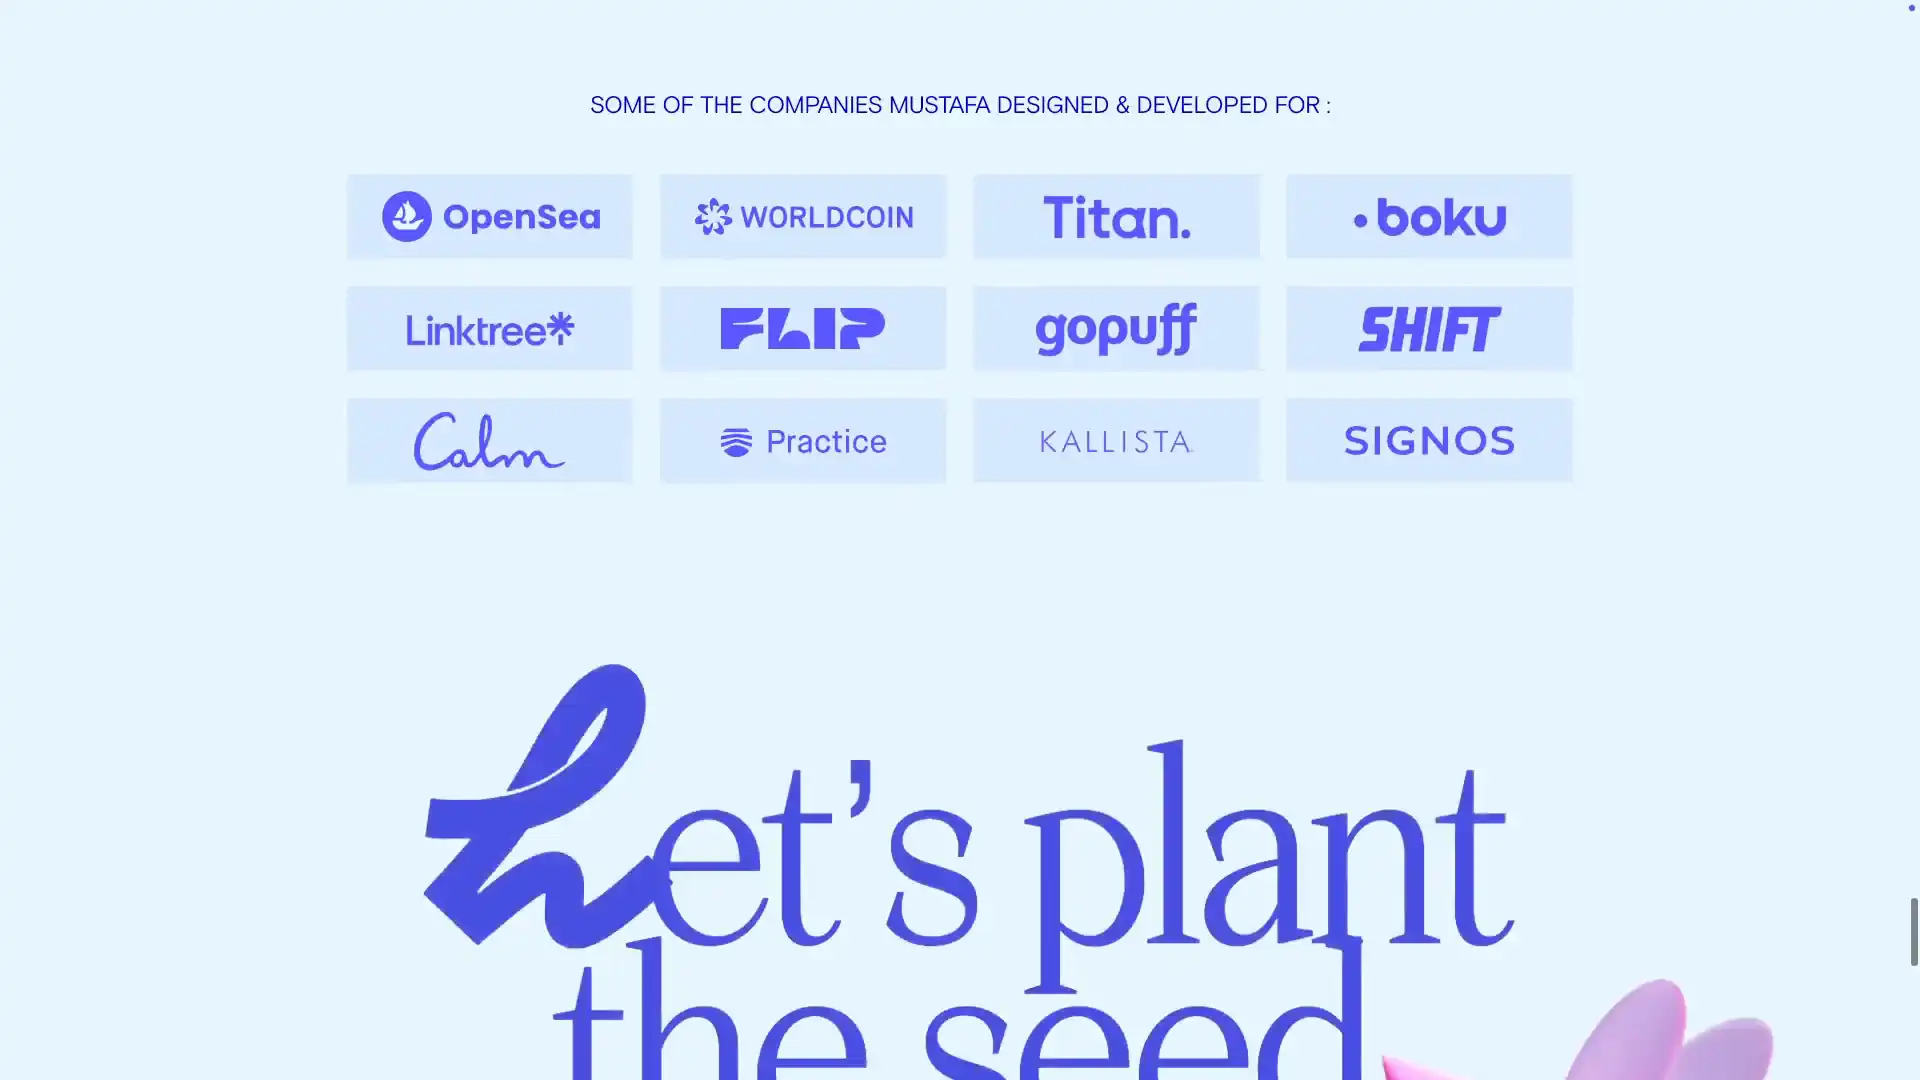 SOME OF THE COMPANIES MUSTAFA DESIGNED & DEVELOPED FOR :
OpenSea
WORLDCOIN
Titan.
boku
Linktree*
FLIP
gopuff
SHIFT
Calm
Practice
KALLISTA
SIGNOS
Let’s plant
the seed